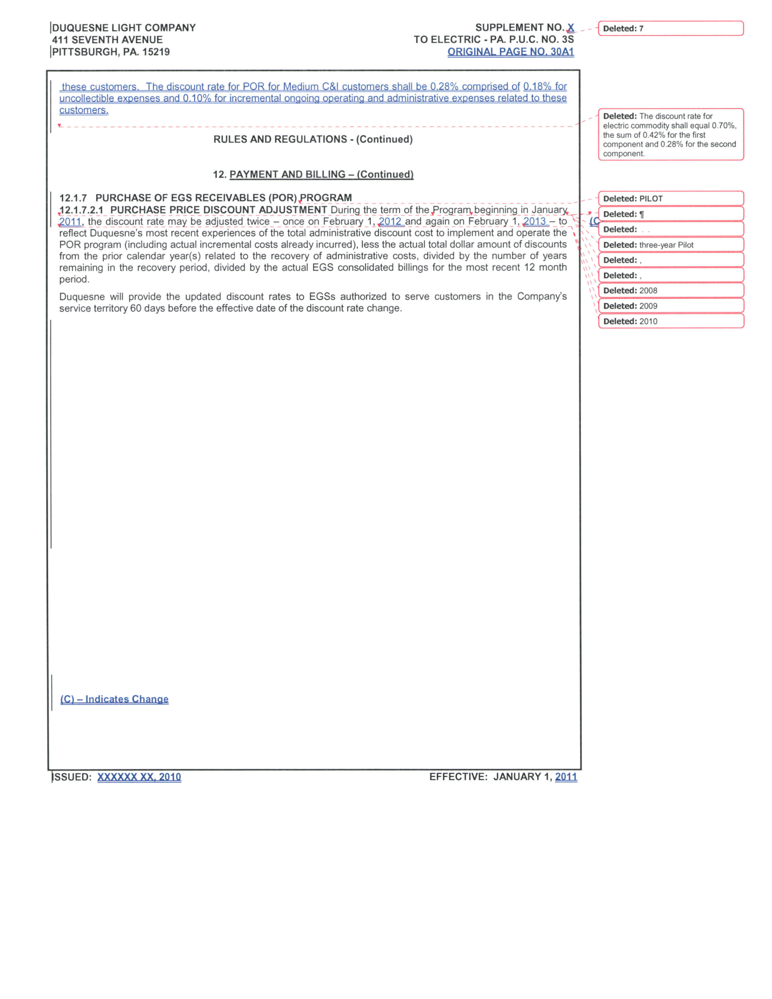 DUQUESNE LIGHT COMPANY
411 SEVENTH AVENUE
PITTSBURGH, PA. 15219
SUPPLEMENT NO. X
TO ELECTRIC - PA. P.U.C. NO. 3S
ORIGINAL PAGE NO. 30A1
Deleted: 7
these customers. The discount rate for POR for Medium C&I customers shall be 0.28% comprised of 0.18% for
uncollectible expenses and 0.10% for incremental ongoing operating and administrative expenses related to these
customers.
Deleted: The discount rate for
electric commodity shall equal 0.70%,
the sum of 0.42% for the first
component and 0.28% for the second
component.
RULES AND REGULATIONS - (Continued)
12. PAYMENT AND BILLING – (Continued)
12.1.7 PURCHASE OF EGS RECEIVABLES (POR) PROGRAM
12.1.7.2.1 PURCHASE PRICE DISCOUNT ADJUSTMENT During the term of the Program beginning in January
2011, the discount rate may be adjusted twice – once on February 1, 2012 and again on February 1, 2013 – to
reflect Duquesne's most recent experiences of the total administrative discount cost to implement and operate the
POR program (including actual incremental costs already incurred), less the actual total dollar amount of discounts
from the prior calendar year(s) related to the recovery of administrative costs, divided by the number of years
remaining in the recovery period, divided by the actual EGS consolidated billings for the most recent 12 month
period.
Duquesne will provide the updated discount rates to EGSs authorized to serve customers in the Company's
service territory 60 days before the effective date of the discount rate change.
(C
Deleted: PILOT
Deleted: ¶
Deleted: . .
Deleted: three-year Pilot
Deleted: ,
Deleted: ,
Deleted: 2008
Deleted: 2009
Deleted: 2010
(C) – Indicates Change
ISSUED: XXXXXX XX, 2010
EFFECTIVE: JANUARY 1, 2011